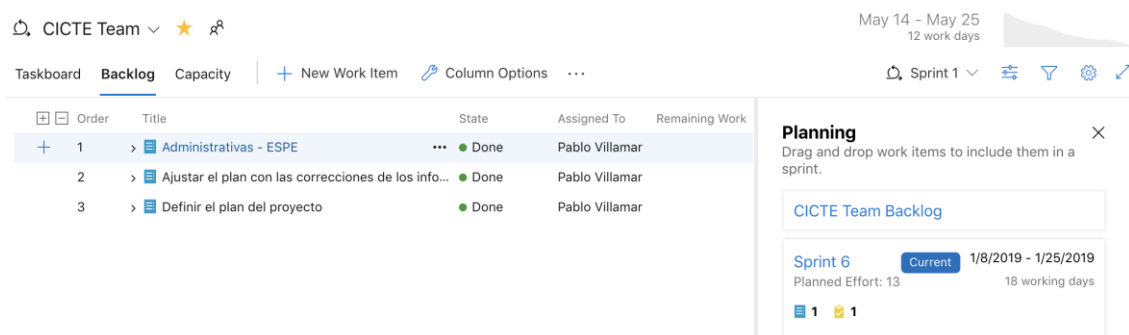 CICTE Team
May 14 - May 25
12 work days
Taskboard Backlog Capacity New Work Item Column Options ... Sprint 1
Order Title State Assigned To Remaining Work
1 Administrativas - ESPE ... Done Pablo Villamar
2 Ajustar el plan con las correcciones de los info... Done Pablo Villamar
3 Definir el plan del proyecto Done Pablo Villamar
Planning
Drag and drop work items to include them in a
sprint.
CICTE Team Backlog
Sprint 6 Current 1/8/2019 - 1/25/2019
Planned Effort: 13 18 working days
1 1